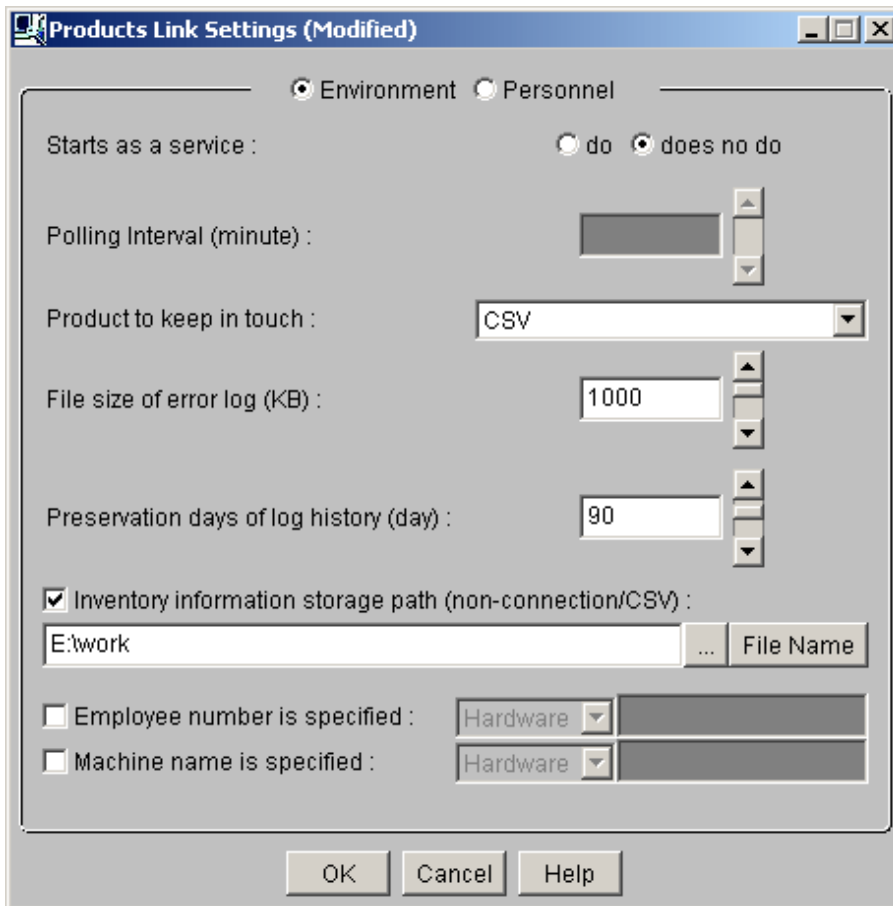 Products Link Settings (Modified)
Environment Personnel
Starts as a service : do does no do
Polling Interval (minute) :
Product to keep in touch : CSV
File size of error log (KB) : 1000
Preservation days of log history (day) : 90
Inventory information storage path (non-connection/CSV) :
E:\work ... File Name
Employee number is specified : Hardware
Machine name is specified : Hardware
OK Cancel Help